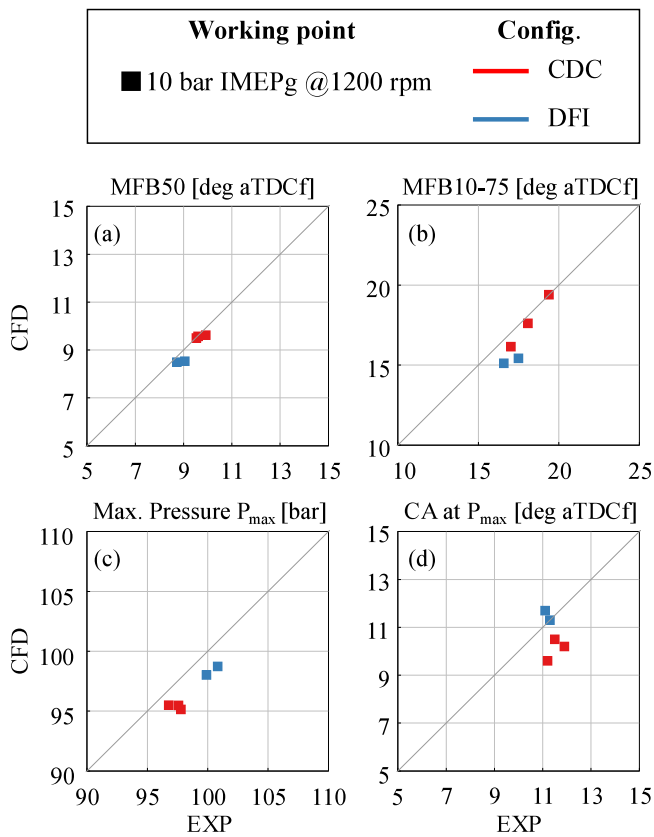 Working point Config.
10 bar IMEPg @1200 rpm CDC
DFI
MFB50 [deg aTDCf] MFB10-75 [deg aTDCf]
15 25
(a) (b)
13
20
11
CFD
9
15
7
5 10
5 7 9 11 13 15 10 15 20 25
Max. Pressure Pmax [bar] CA at Pmax [deg aTDCf]
110 15
(c) (d)
13
105
11
CFD
100
9
95
7
90 5
90 95 100 105 110 5 7 9 11 13 15
EXP EXP